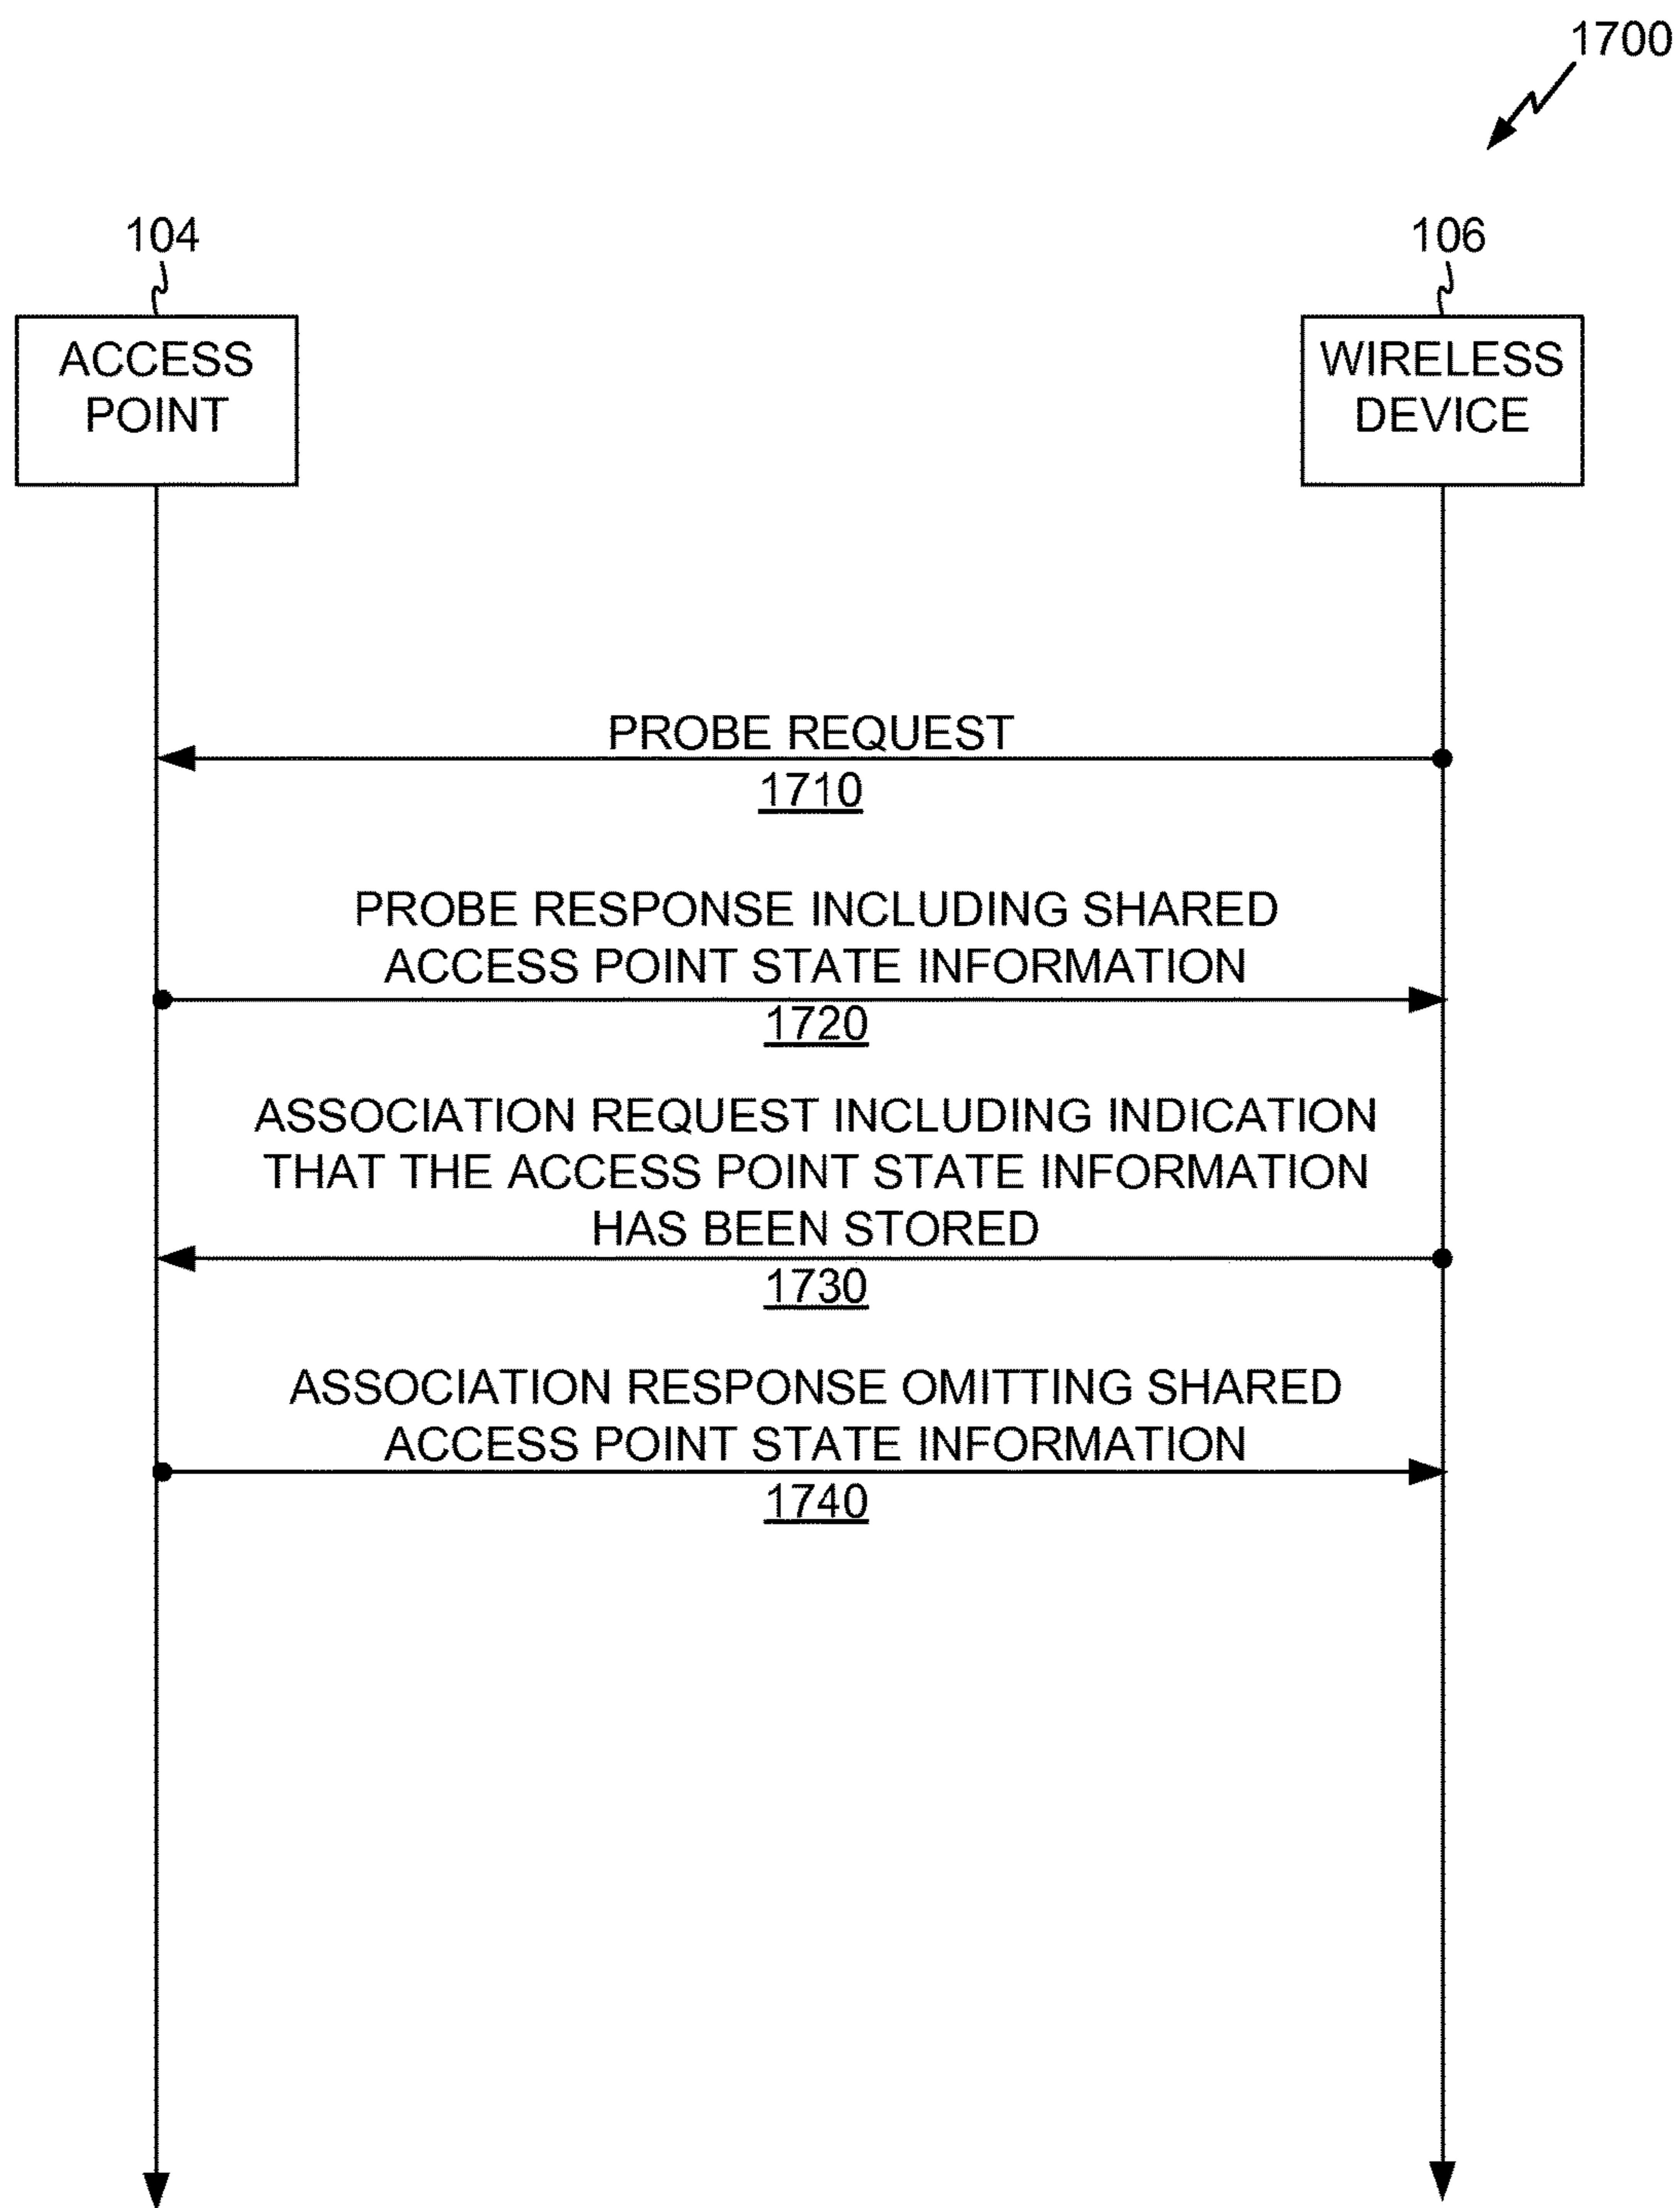 1700
104
106
ACCESS
POINT
WIRELESS
DEVICE
PROBE REQUEST
1710
PROBE RESPONSE INCLUDING SHARED
ACCESS POINT STATE INFORMATION
1720
ASSOCIATION REQUEST INCLUDING INDICATION
THAT THE ACCESS POINT STATE INFORMATION
HAS BEEN STORED
1730
ASSOCIATION RESPONSE OMITTING SHARED
ACCESS POINT STATE INFORMATION
1740